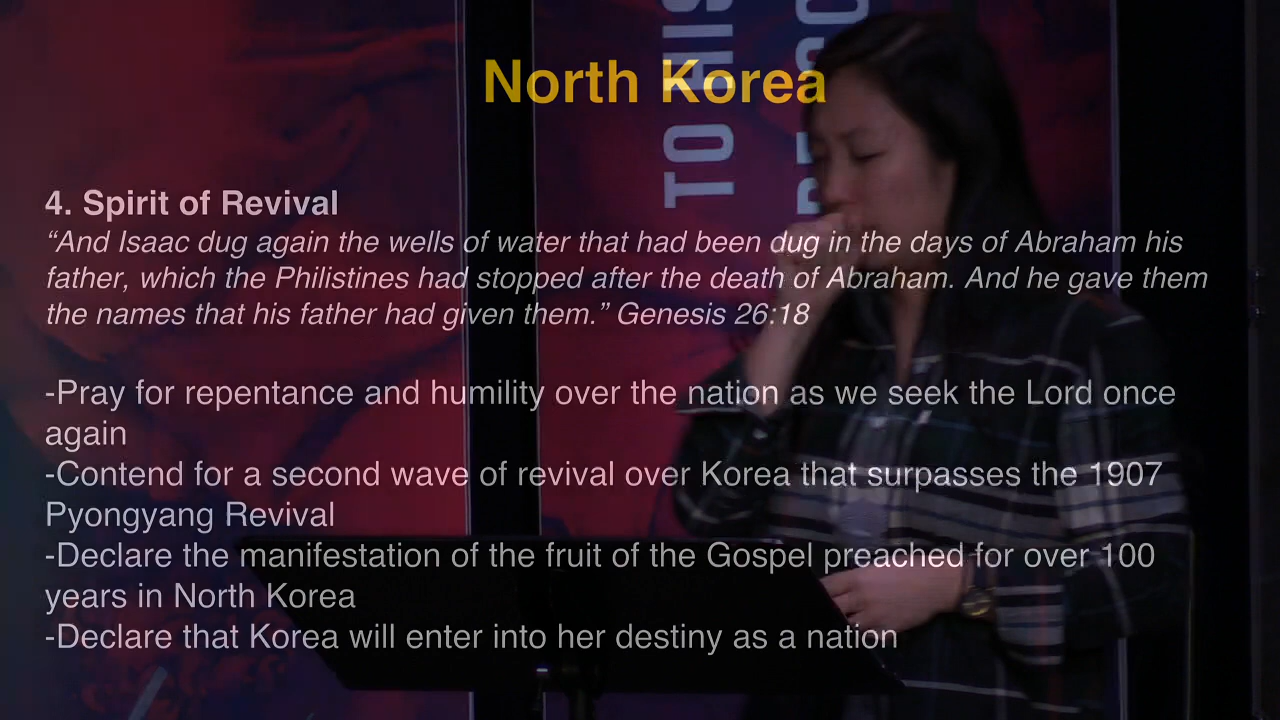 North Korea
TO THIS
4. Spirit of Revival
“And Isaac dug again the wells of water that had been dug in the days of Abraham his
father, which the Philistines had stopped after the death of Abraham. And he gave them
the names that his father had given them.” Genesis 26:18
-Pray for repentance and humility over the nation as we seek the Lord once
again
-Contend for a second wave of revival over Korea that surpasses the 1907
Pyongyang Revival
-Declare the manifestation of the fruit of the Gospel preached for over 100
years in North Korea
-Declare that Korea will enter into her destiny as a nation